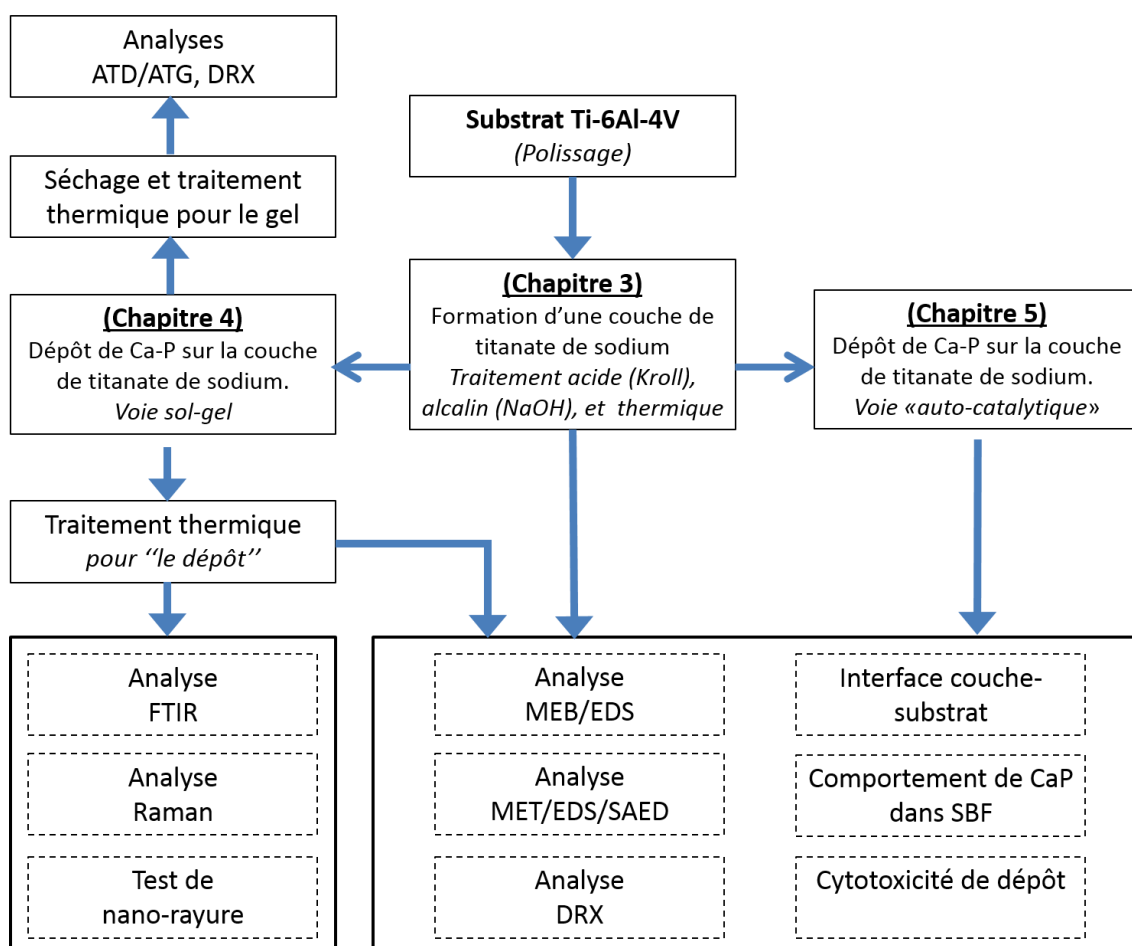 Analyses
ATD/ATG, DRX
Substrat Ti-6Al-4V
(Polissage)
Séchage et traitement
thermique pour le gel
(Chapitre 4)
Dépôt de Ca-P sur la couche
de titanate de sodium.
Voie sol-gel
(Chapitre 3)
Formation d’une couche de
titanate de sodium
Traitement acide (Kroll),
alcalin (NaOH), et thermique
(Chapitre 5)
Dépôt de Ca-P sur la couche
de titanate de sodium.
Voie «auto-catalytique»
Traitement thermique
pour ‘‘le dépôt’’
Analyse
FTIR
Analyse
Raman
Test de
nano-rayure
Analyse
MEB/EDS
Analyse
MET/EDS/SAED
Analyse
DRX
Interface couche-
substrat
Comportement de CaP
dans SBF
Cytotoxicité de dépôt